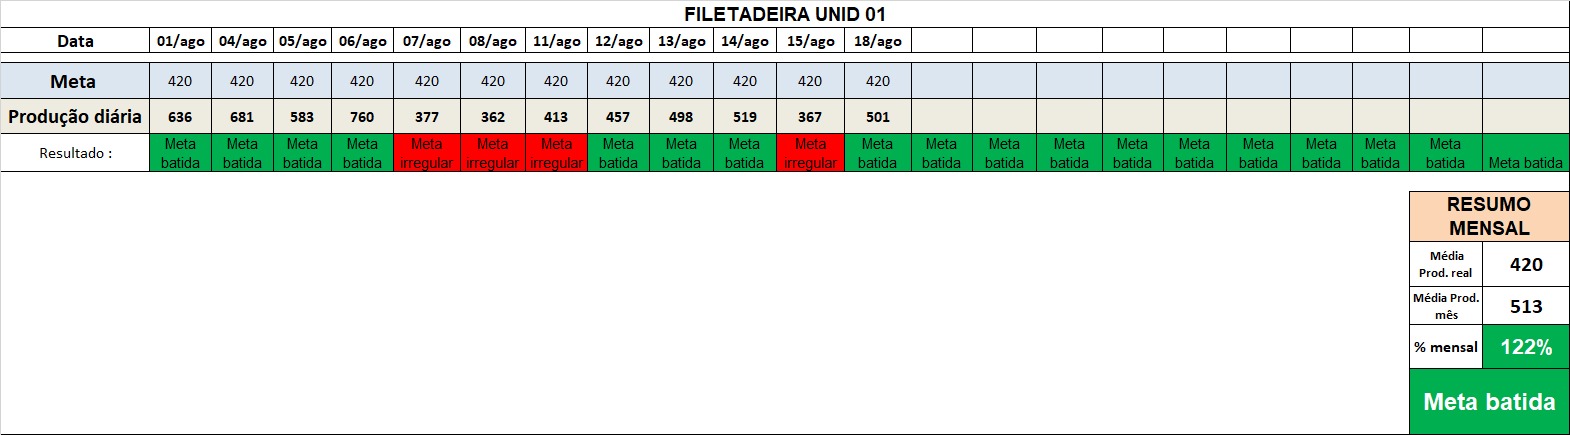 FILETADEIRA UNID 01
Data 01/ago 04/ago 05/ago 06/ago 07/ago 08/ago 11/ago 12/ago 13/ago 14/ago 15/ago 18/ago
Meta 420 420 420 420 420 420 420 420 420 420 420 420
Produção diária 636 681 583 760 377 362 413 457 498 519 367 501
Resultado : Meta batida Meta batida Meta batida Meta batida Meta irregular Meta irregular Meta irregular Meta batida Meta batida Meta batida Meta irregular Meta batida Meta batida Meta batida Meta batida Meta batida Meta batida Meta batida Meta batida Meta batida Meta batida Meta batida
RESUMO
MENSAL
Média
Prod. real 420
Média Prod.
mês 513
% mensal 122%
Meta batida